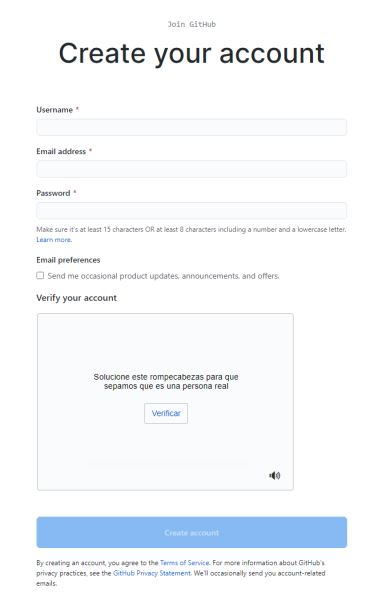 Join GitHub
Create your account
Username *
Email address *
Password *
Make sure it's at least 15 characters OR at least 8 characters including a number and a lowercase letter.
Learn more.
Email preferences
Send me occasional product updates, announcements, and offers.
Verify your account
Solucione este rompecabezas para que
sepamos que es una persona real
Verificar
Create account
By creating an account, you agree to the Terms of Service. For more information about GitHub's
privacy practices, see the GitHub Privacy Statement. We'll occasionally send you account-related
emails.